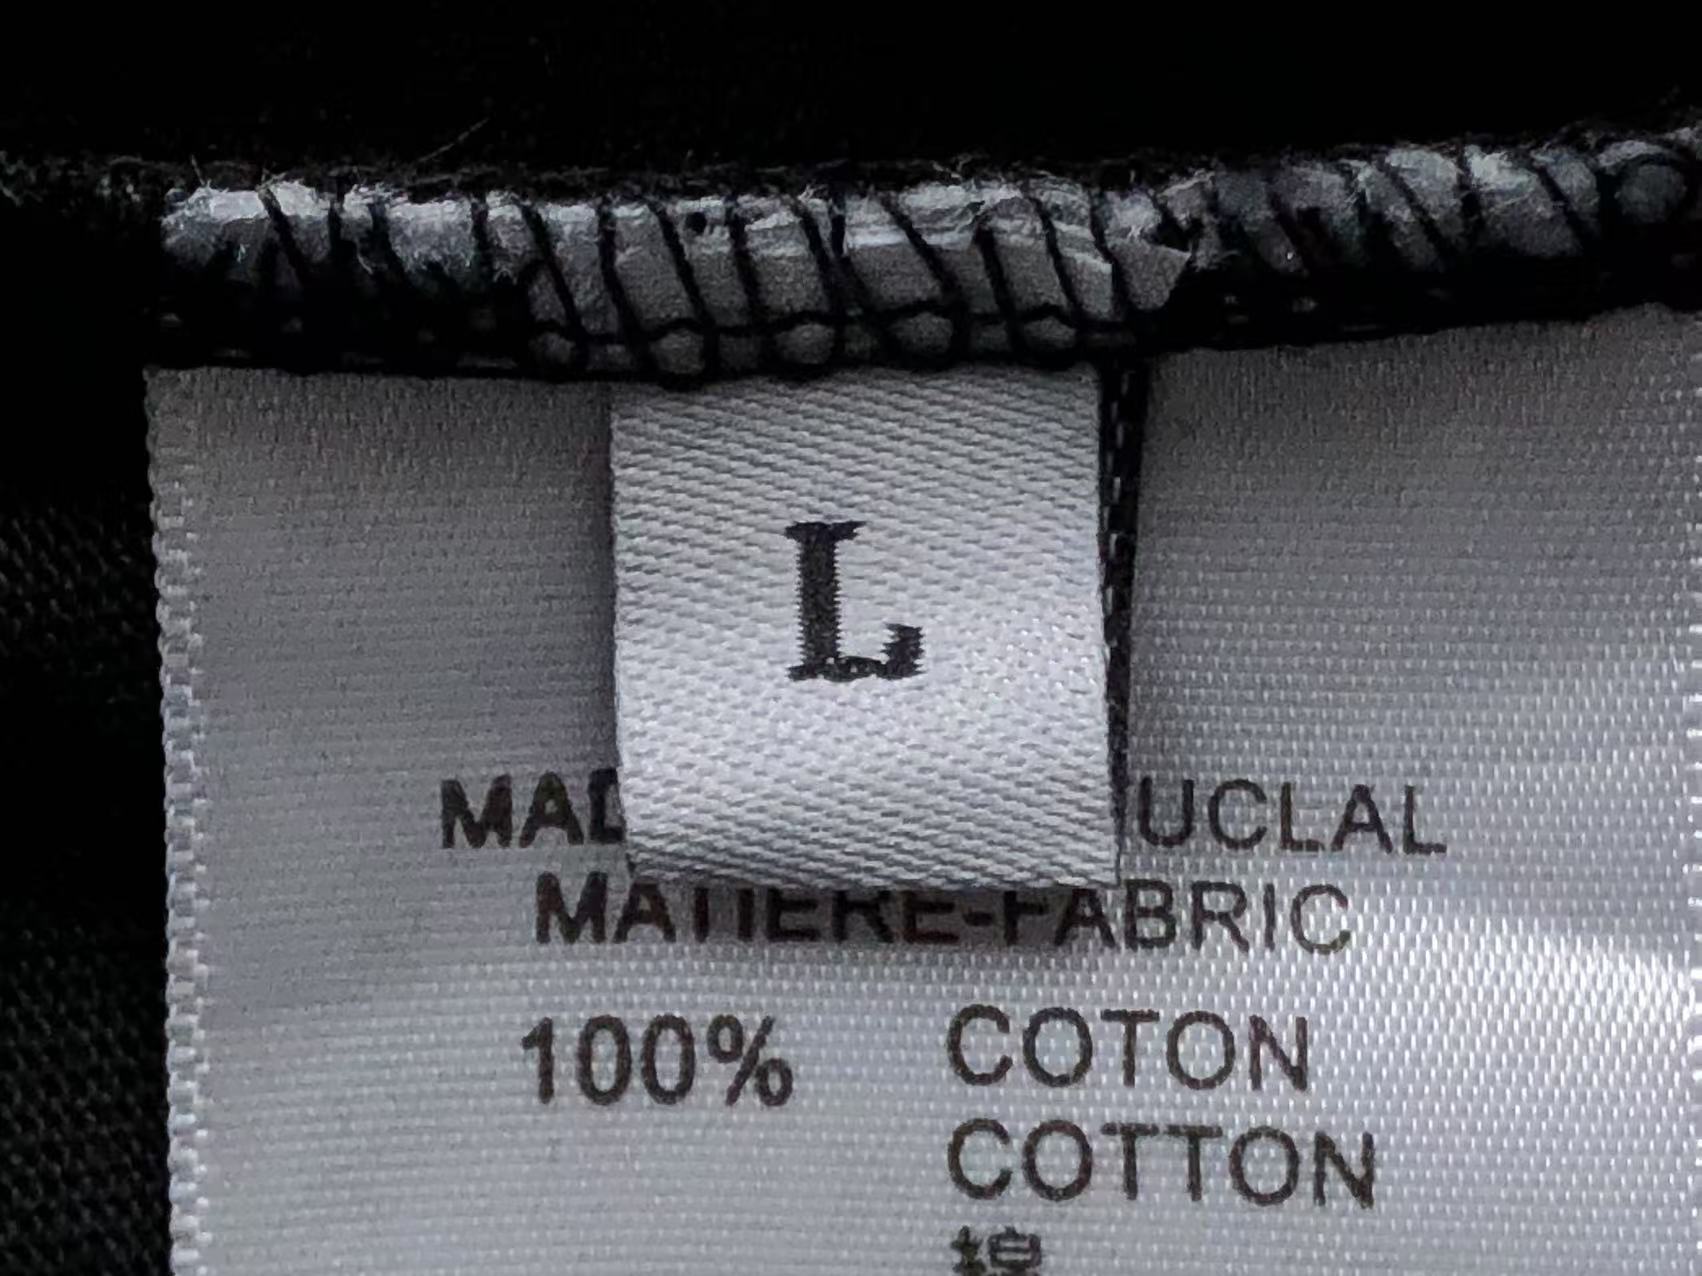 L
MAD UCLAL
MATIERE-FABRIC
100% COTON
COTTON